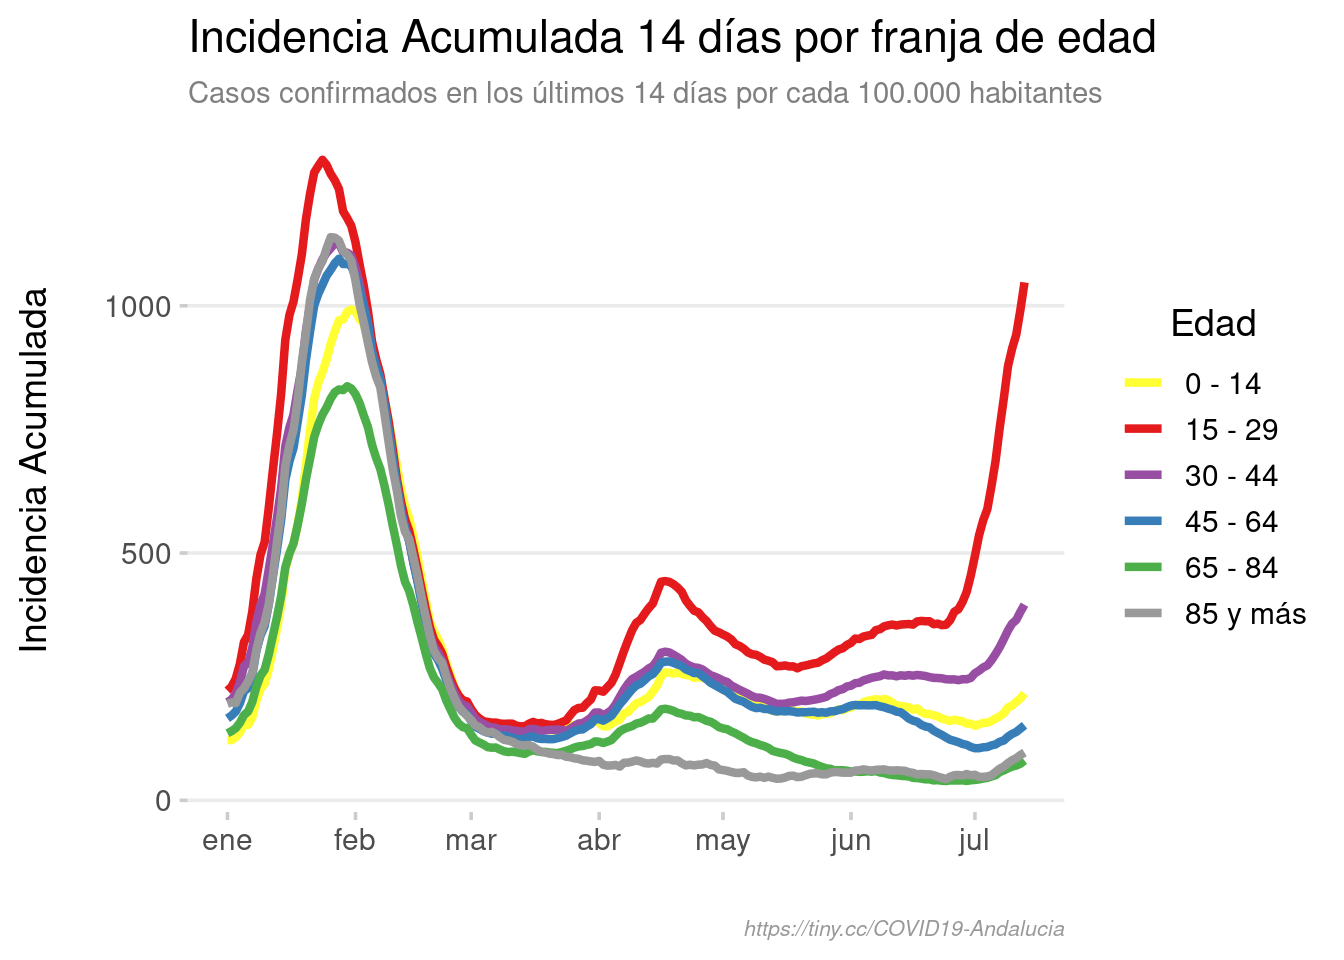 Incidencia Acumulada 14 días por franja de edad
Casos confirmados en los últimos 14 días por cada 100.000 habitantes
Incidencia Acumulada
1000
500
0
ene feb mar abr may jun jul
Edad
0 - 14
15 - 29
30 - 44
45 - 64
65 - 84
85 y más
https://tiny.cc/COVID19-Andalucia